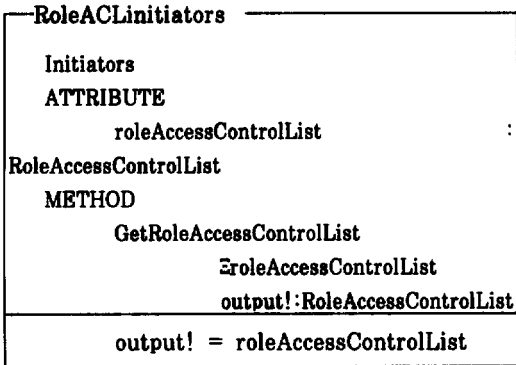 RoleACLinitiators
Initiators
ATTRIBUTE
roleAccessControlList :
RoleAccessControlList
METHOD
GetRoleAccessControlList
ΞroleAccessControlList
output!:RoleAccessControlList
output! = roleAccessControlList